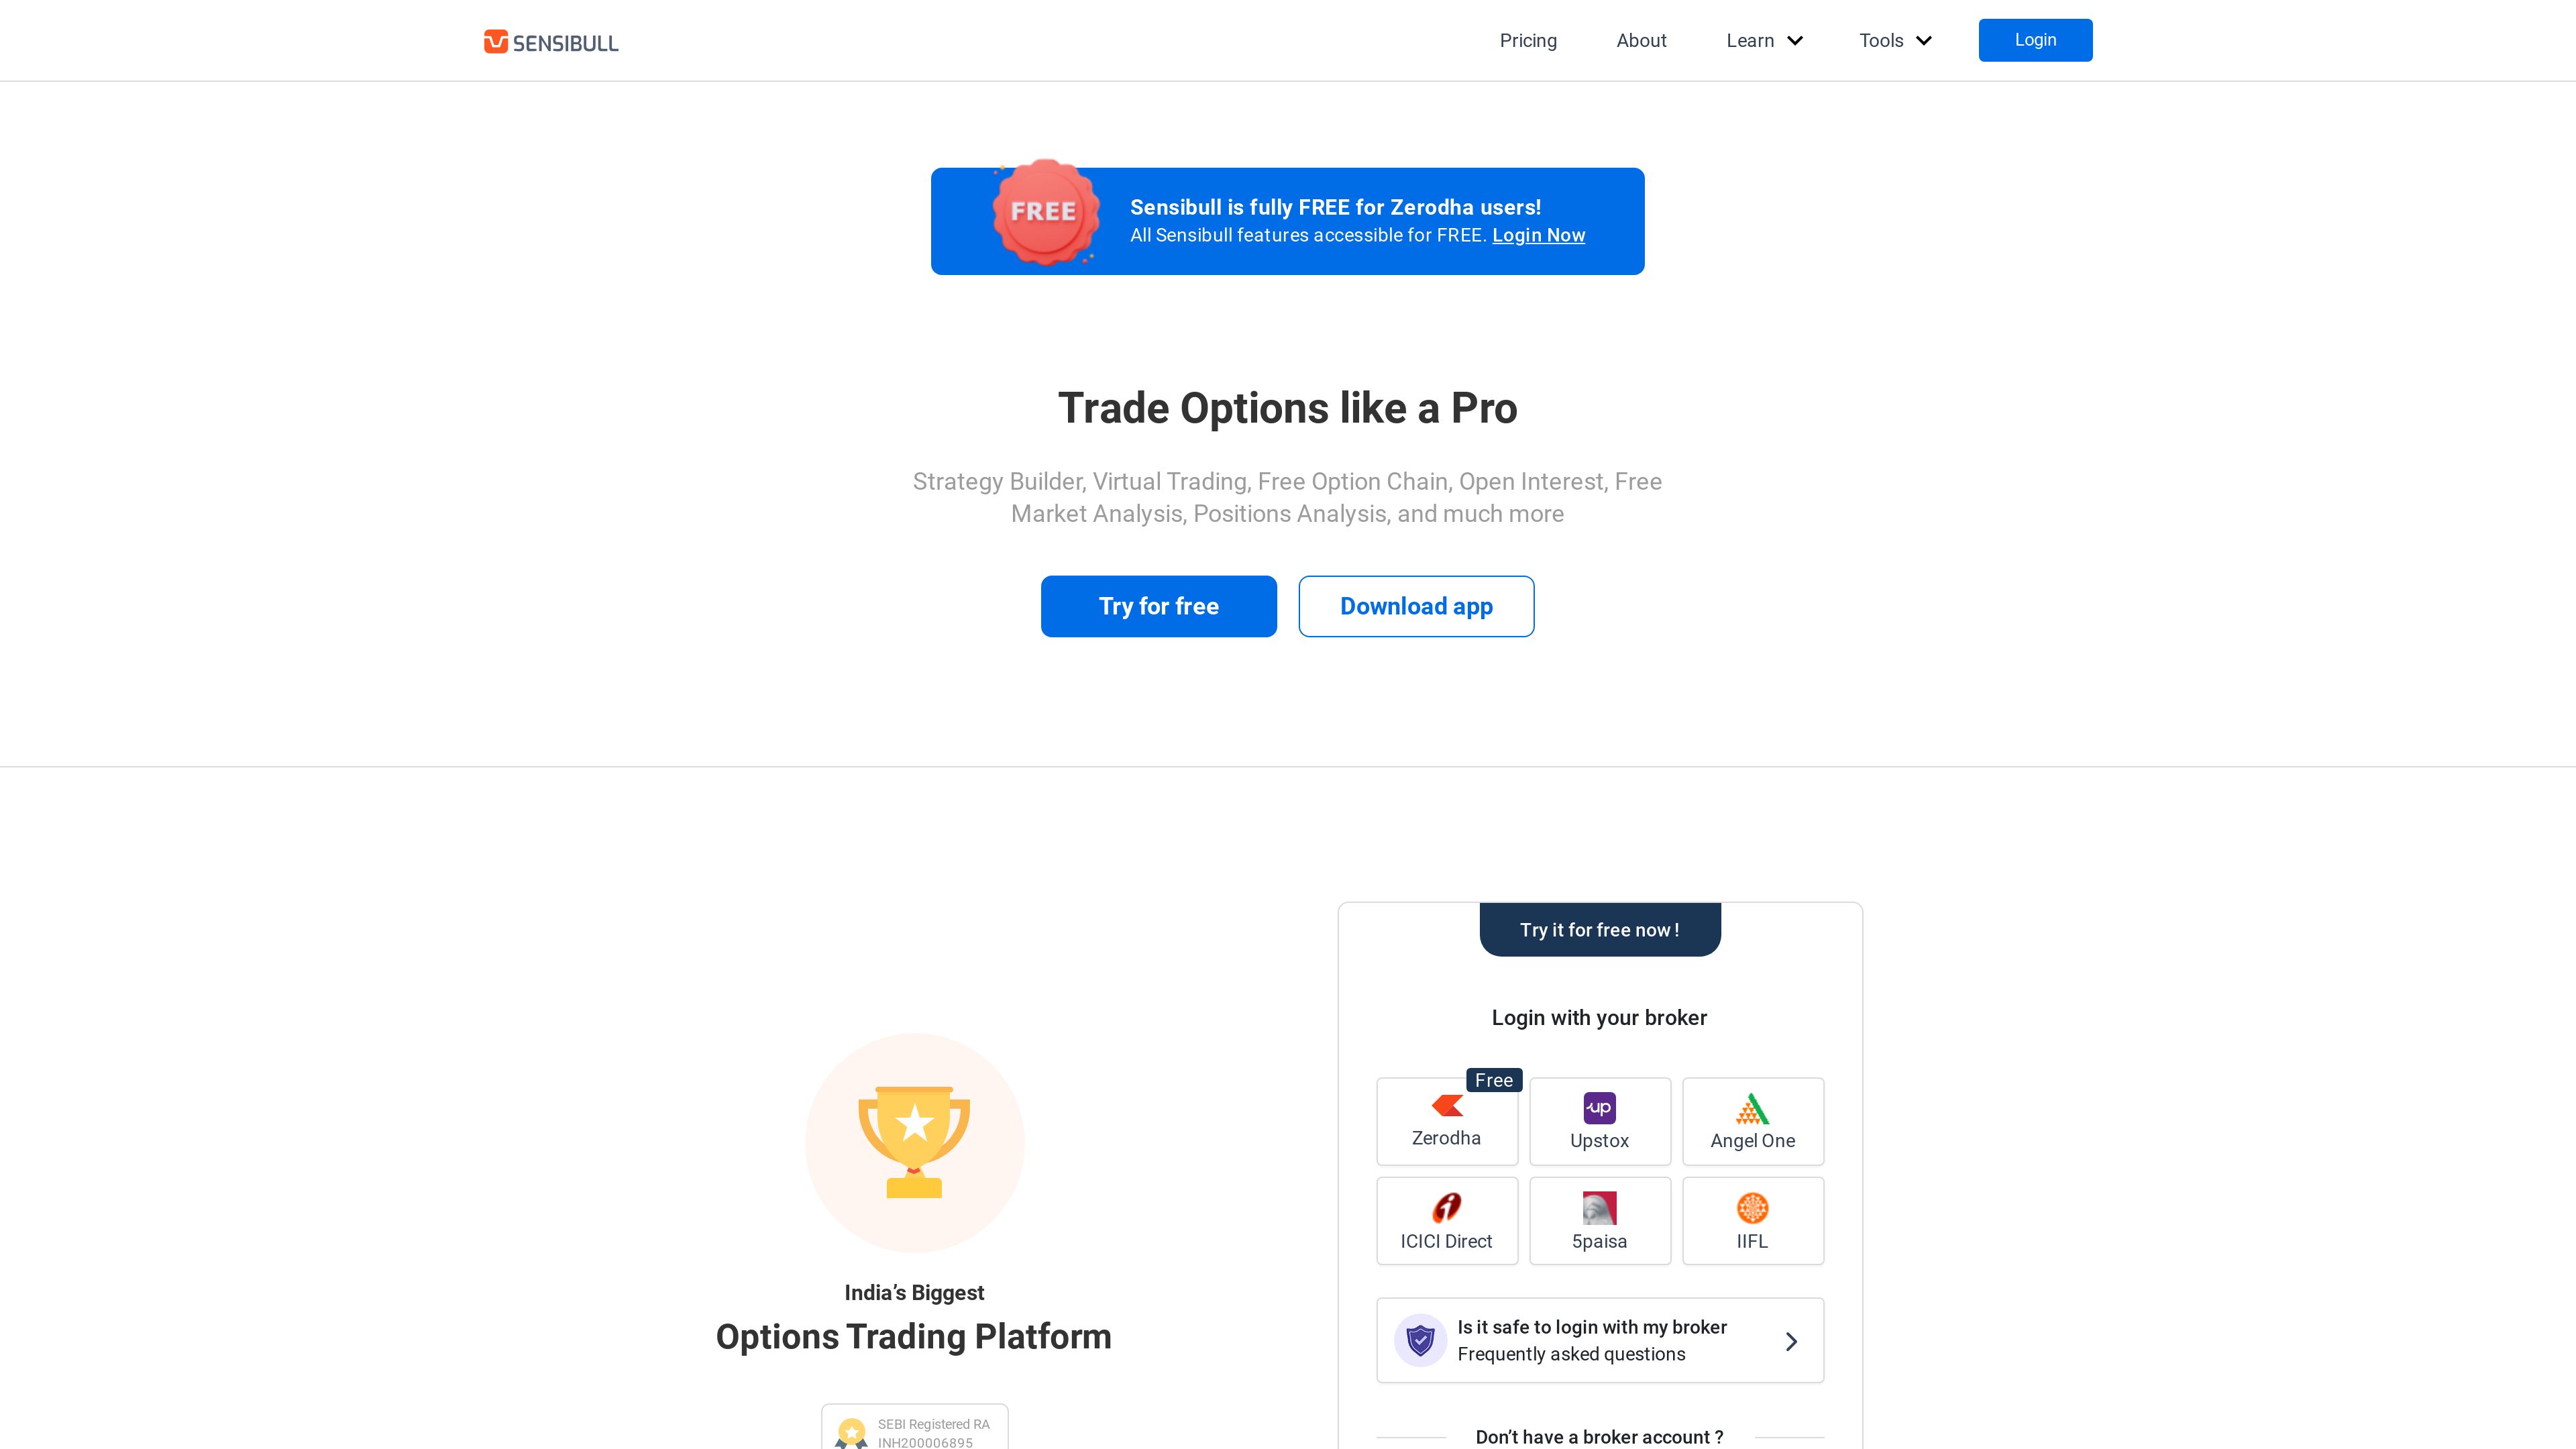 SENSIBULL
Pricing
About
Learn
Tools
Login
FREE
Sensibull is fully FREE for Zerodha users!
All Sensibull features accessible for FREE. Login Now
Trade Options like a Pro
Strategy Builder, Virtual Trading, Free Option Chain, Open Interest, Free
Market Analysis, Positions Analysis, and much more
Try for free
Download app
Try it for free now !
Login with your broker
Free
Zerodha
up
Upstox
Angel One
ICICI Direct
5paisa
IIFL
Is it safe to login with my broker
Frequently asked questions
Don’t have a broker account ?
India’s Biggest
Options Trading Platform
SEBI Registered RA
INH200006895